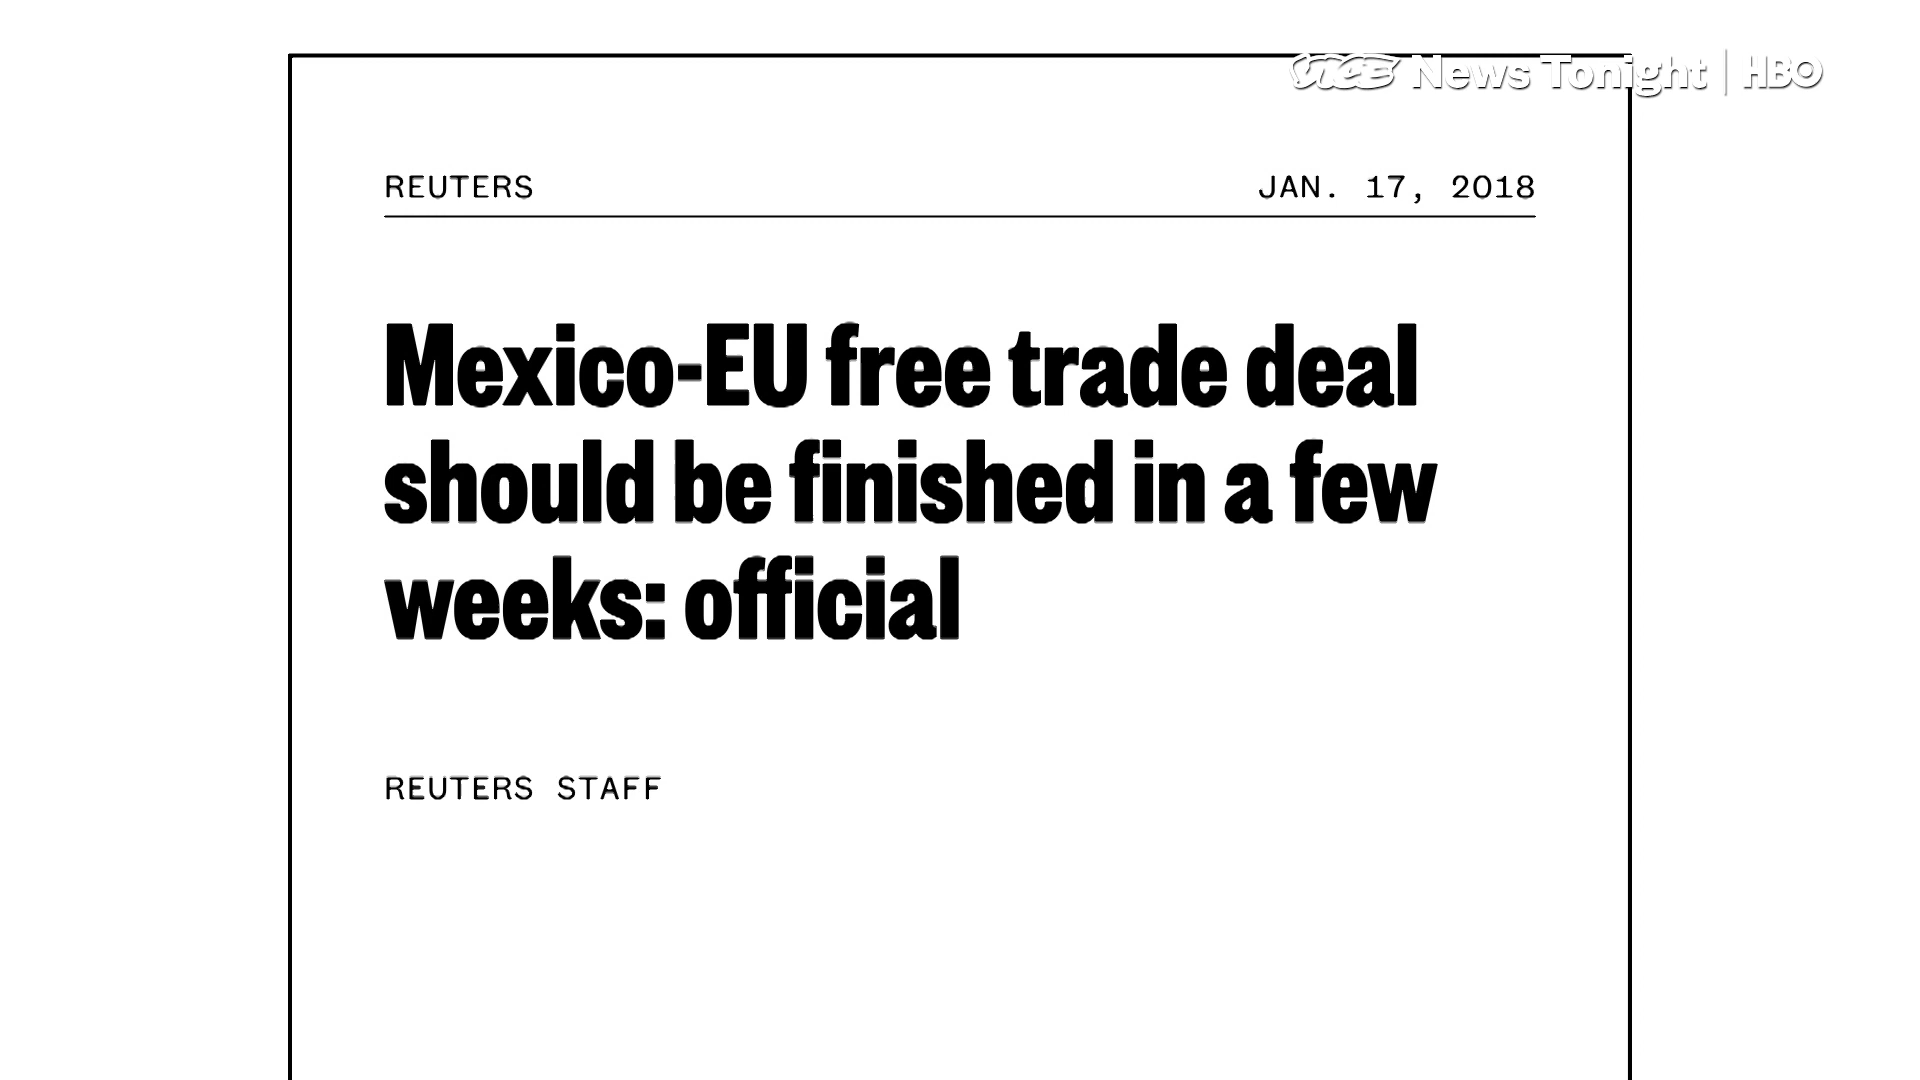 VICE News Tonight | HBO
REUTERS
JAN. 17, 2018
Mexico-EU free trade deal
should be finished in a few
weeks: official
REUTERS STAFF